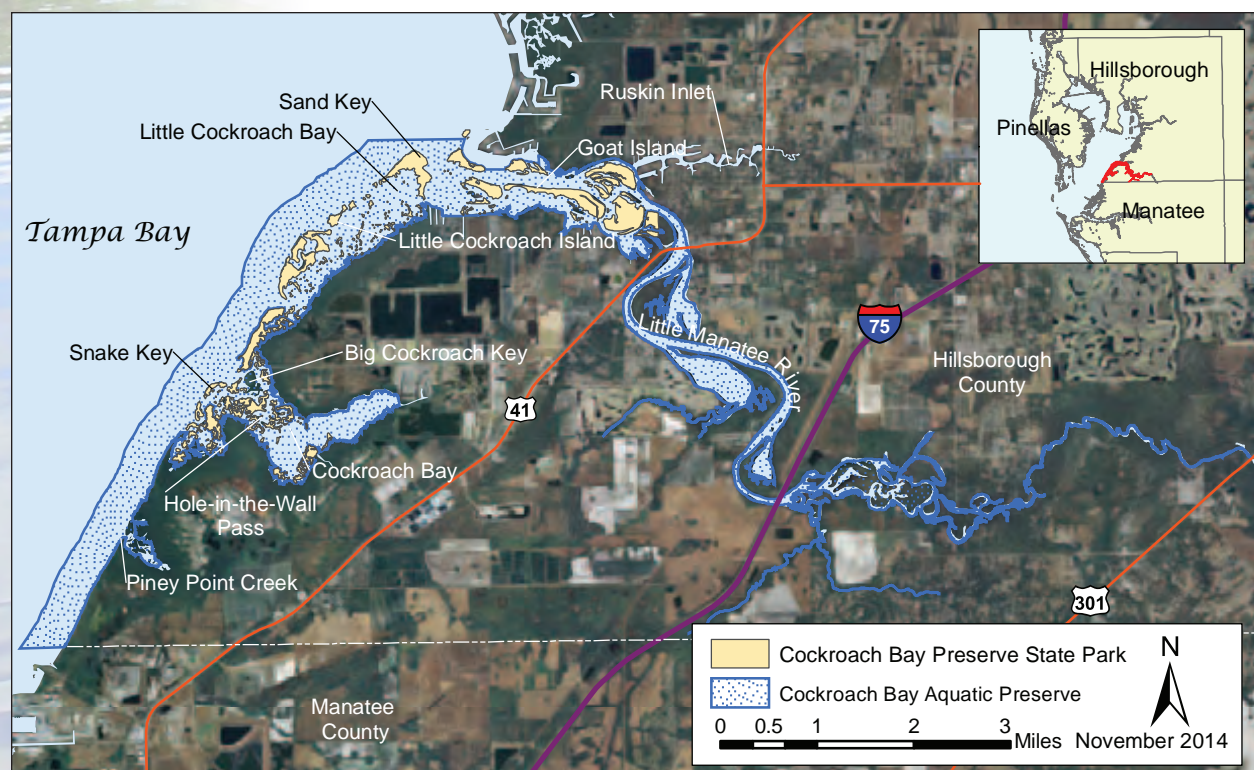 Sand Key
Little Cockroach Bay
Ruskin Inlet
Goat Island
Tampa Bay
Little Cockroach Island
Snake Key
Big Cockroach Key
Little Manatee River
75
41
Hillsborough
County
Cockroach Bay
Hole-in-the-Wall
Pass
Piney Point Creek
301
Manatee
County
Hillsborough
Pinellas
Manatee
Cockroach Bay Preserve State Park
Cockroach Bay Aquatic Preserve
N
0 0.5 1 2 3
Miles November 2014